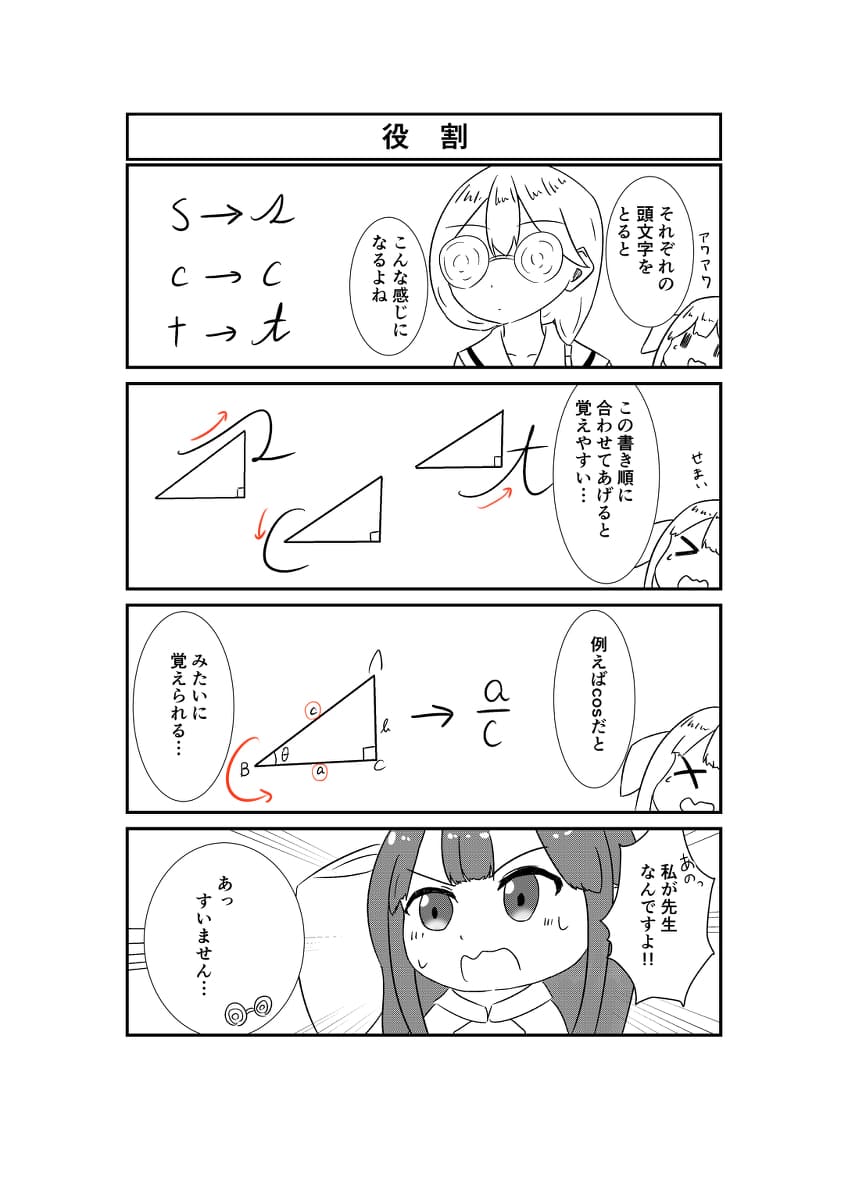 役割
アワアワ
それぞれの
頭文字を
とると
こんな感じに
なるよね
S→s
c→c
t→t
せまい
この書き順に
合わせてあげると
覚えやすい…
s
c
t
例えばcosだと
A
B
C
c
b
a
θ
→
a
c
みたいに
覚えられる…
あのっ
私が先生
なんですよ!!
あっ
すいません…